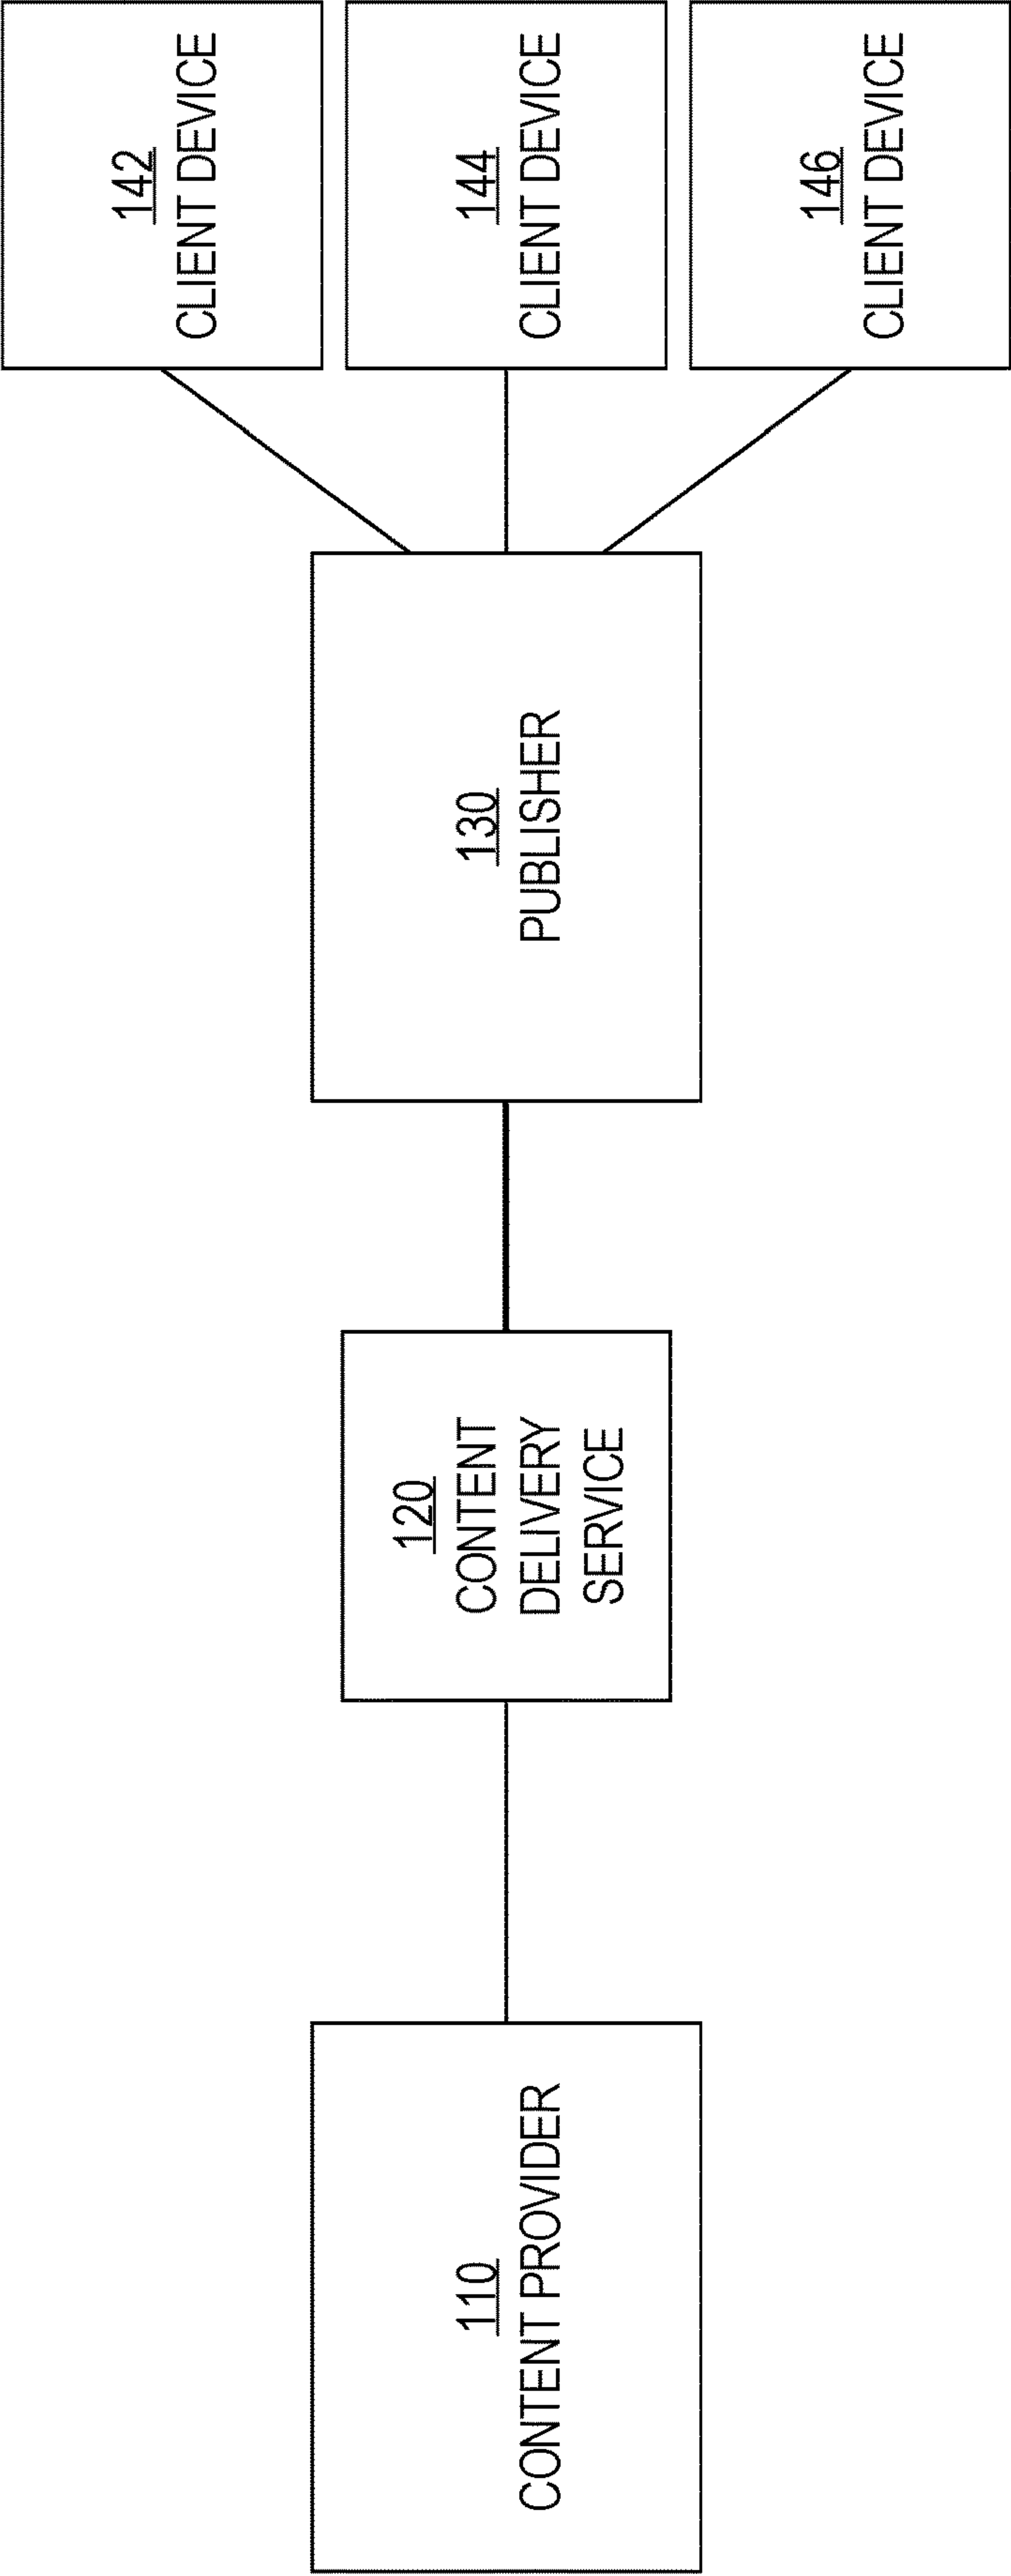 110
CONTENT PROVIDER
120
CONTENT
DELIVERY
SERVICE
130
PUBLISHER
142
CLIENT DEVICE
144
CLIENT DEVICE
146
CLIENT DEVICE